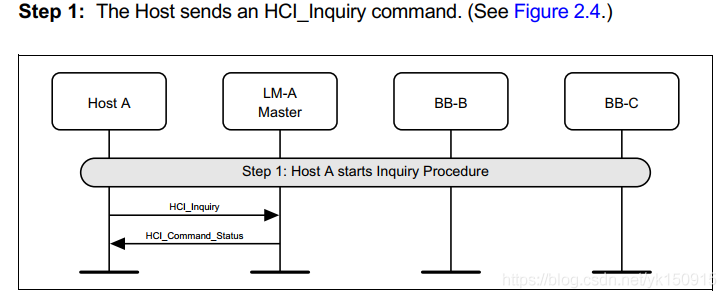 Step 1: The Host sends an HCI_Inquiry command. (See Figure 2.4.)
Host A
LM-A
Master
BB-B
BB-C
Step 1: Host A starts Inquiry Procedure
HCI_Inquiry
HCI_Command_Status
https://blog.csdn.net/yk150915